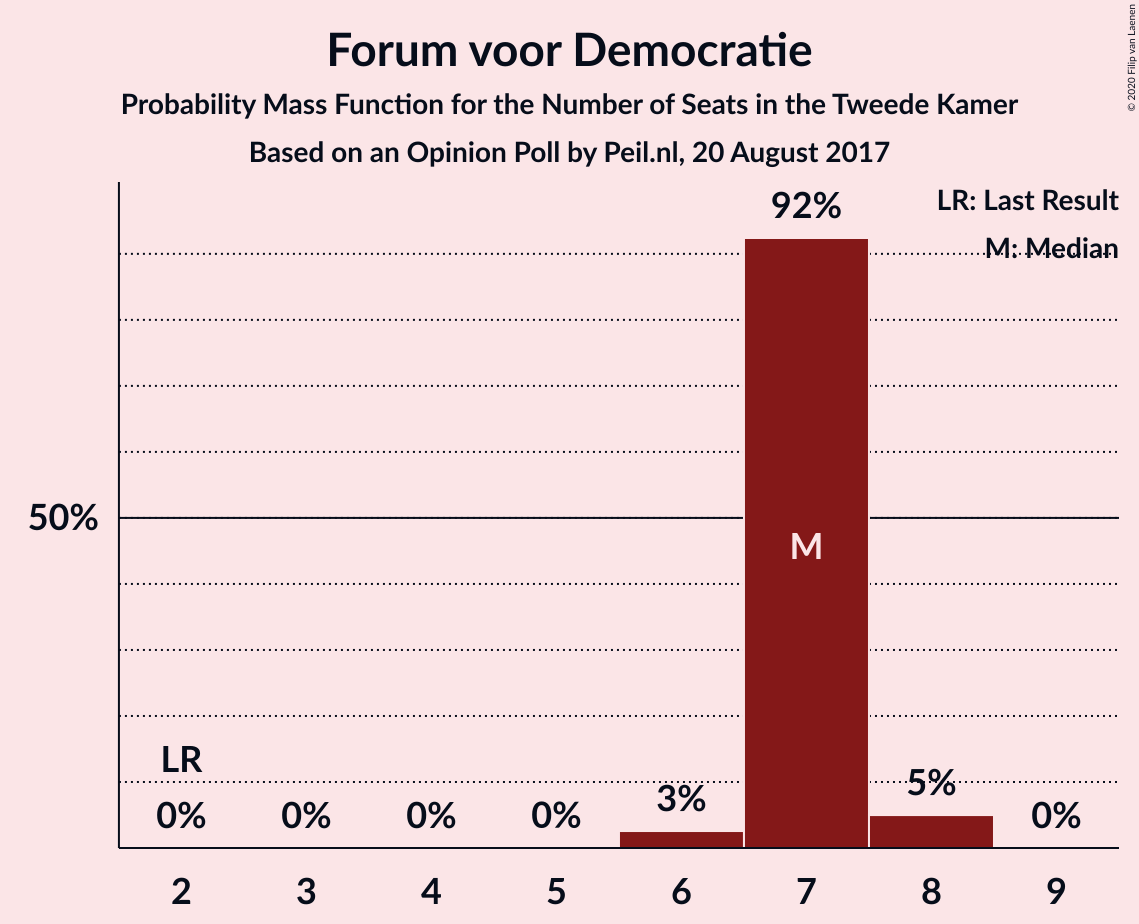 Forum voor Democratie
Probability Mass Function for the Number of Seats in the Tweede Kamer
Based on an Opinion Poll by Peil.nl, 20 August 2017
© 2020 Filip van Laenen
LR: Last Result
M: Median
92%
50%
M
LR
0%
0%
0%
0%
3%
5%
0%
2
3
4
5
6
7
8
9